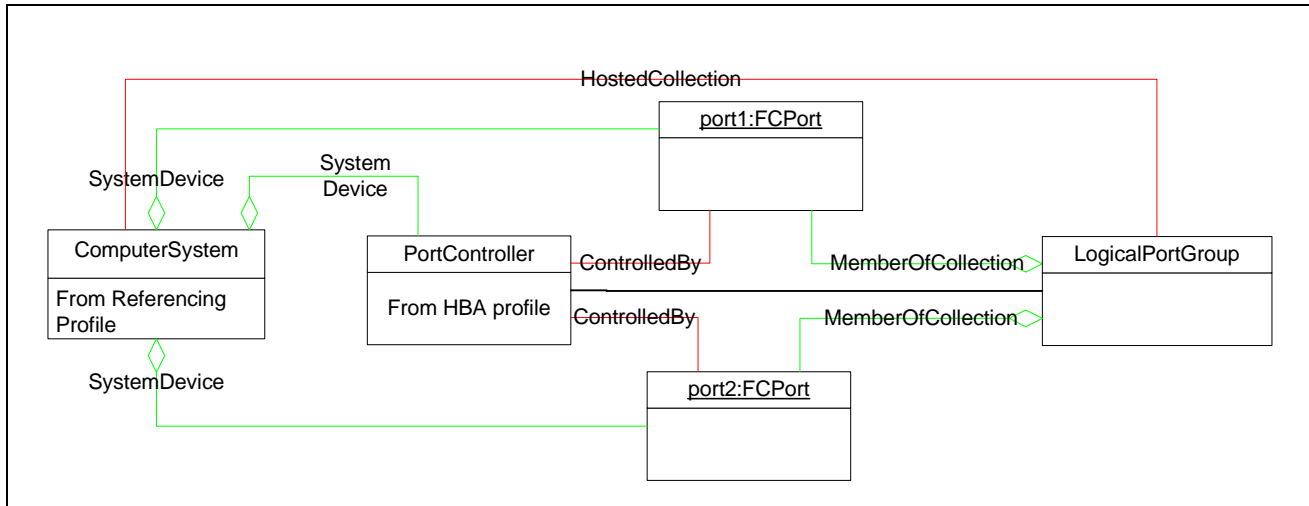 HostedCollection
port1:FCPort
System
Device
SystemDevice
ComputerSystem
From Referencing
Profile
PortController
From HBA profile
ControlledBy
MemberOfCollection
LogicalPortGroup
ControlledBy
MemberOfCollection
SystemDevice
port2:FCPort